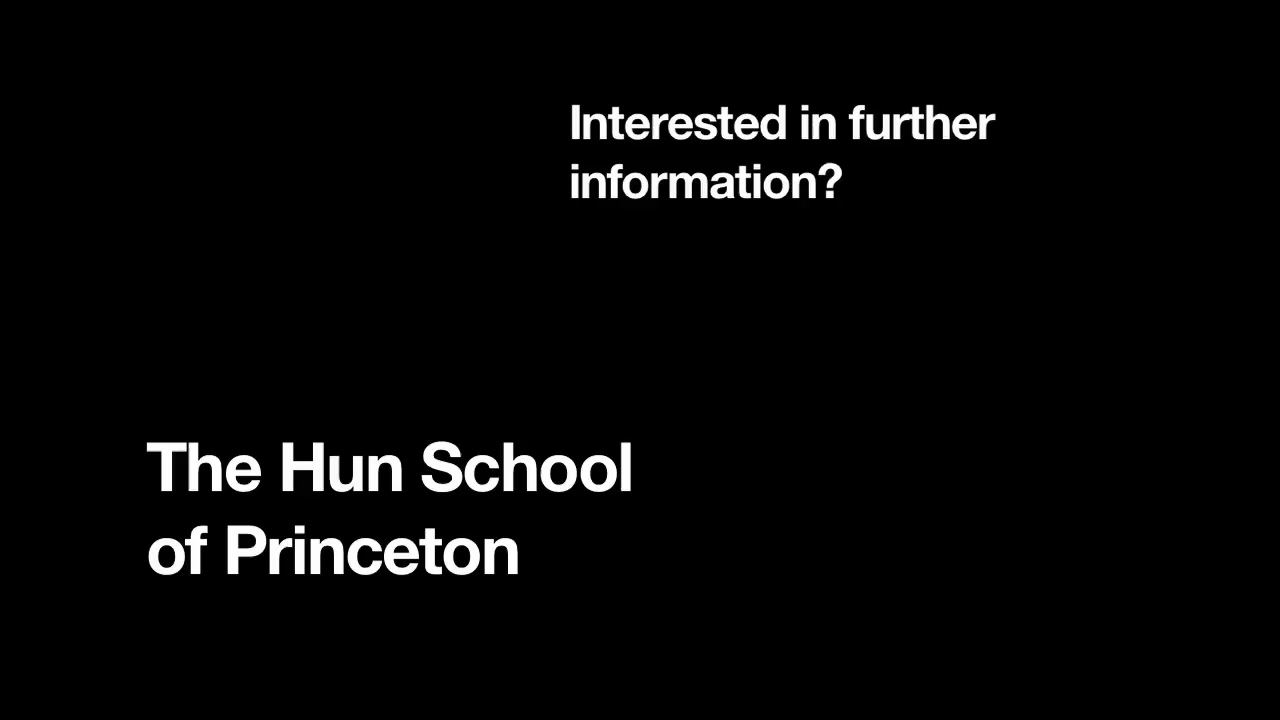 Interested in further
information?
The Hun School
of Princeton